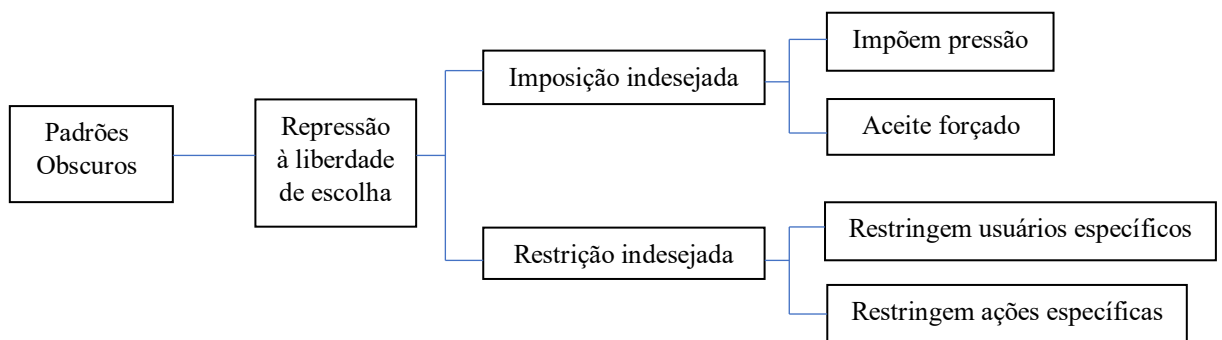 Padrões
Obscuros
Repressão
à liberdade
de escolha
Imposição indesejada
Impõem pressão
Aceite forçado
Restrição indesejada
Restringem usuários específicos
Restringem ações específicas